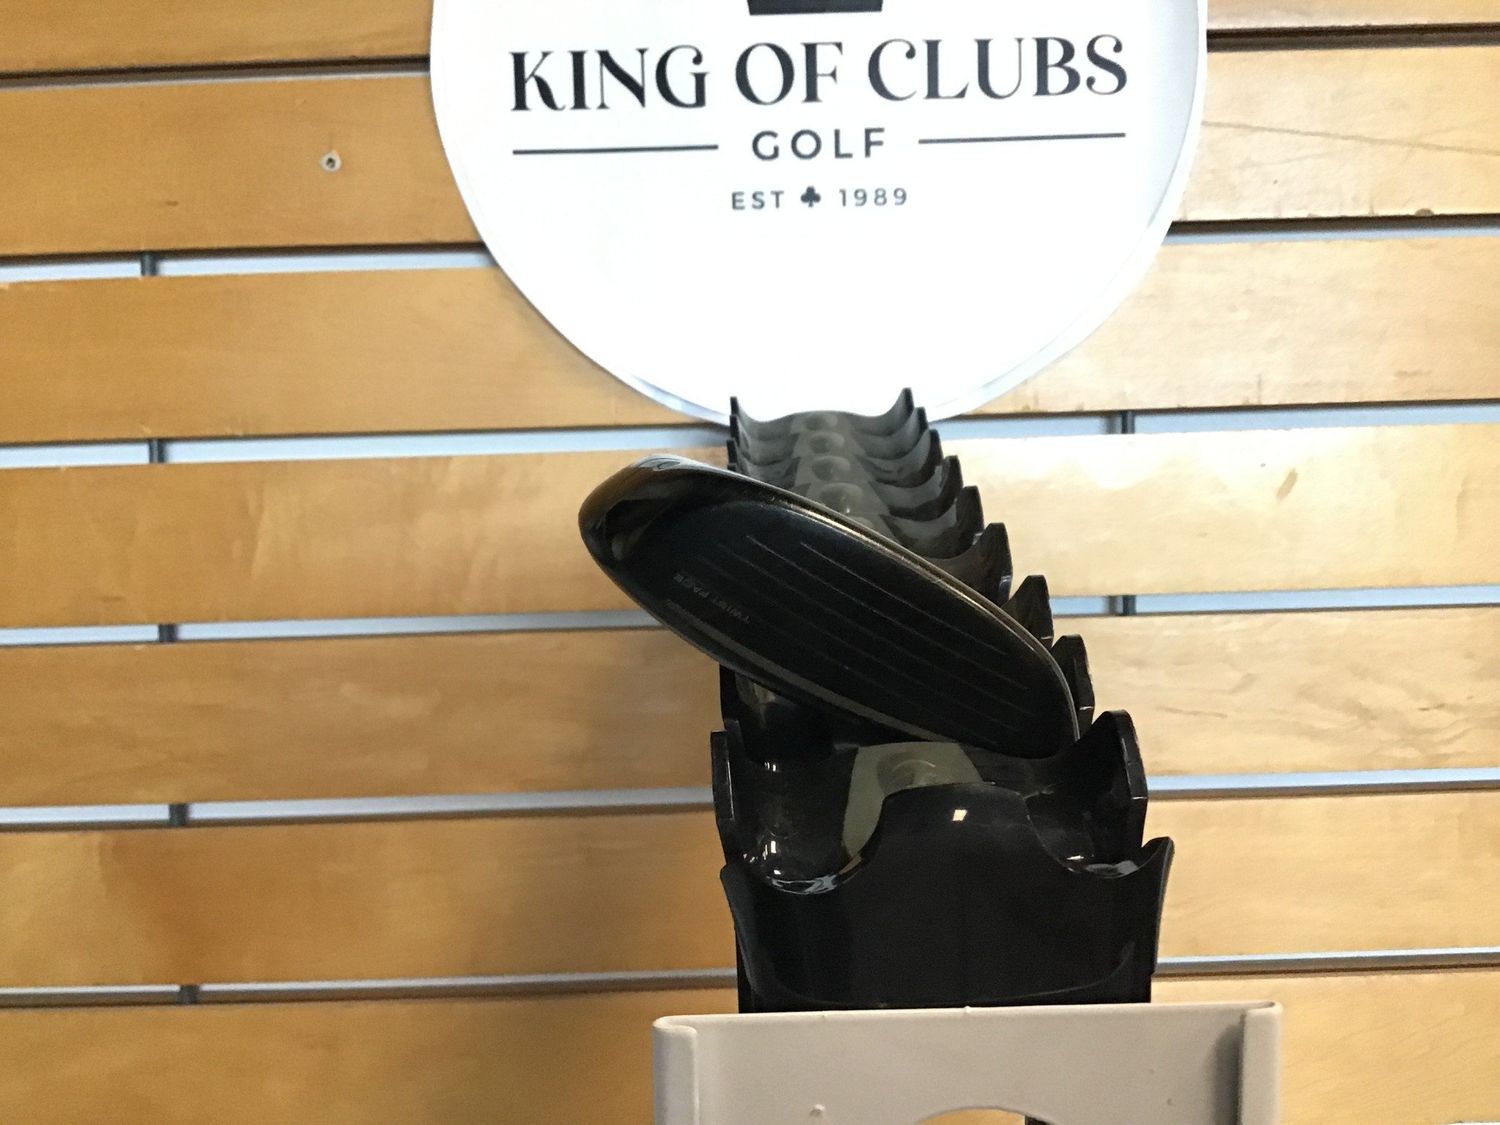 KING OF CLUBS
GOLF
EST ♣ 1989
TWIST FACE